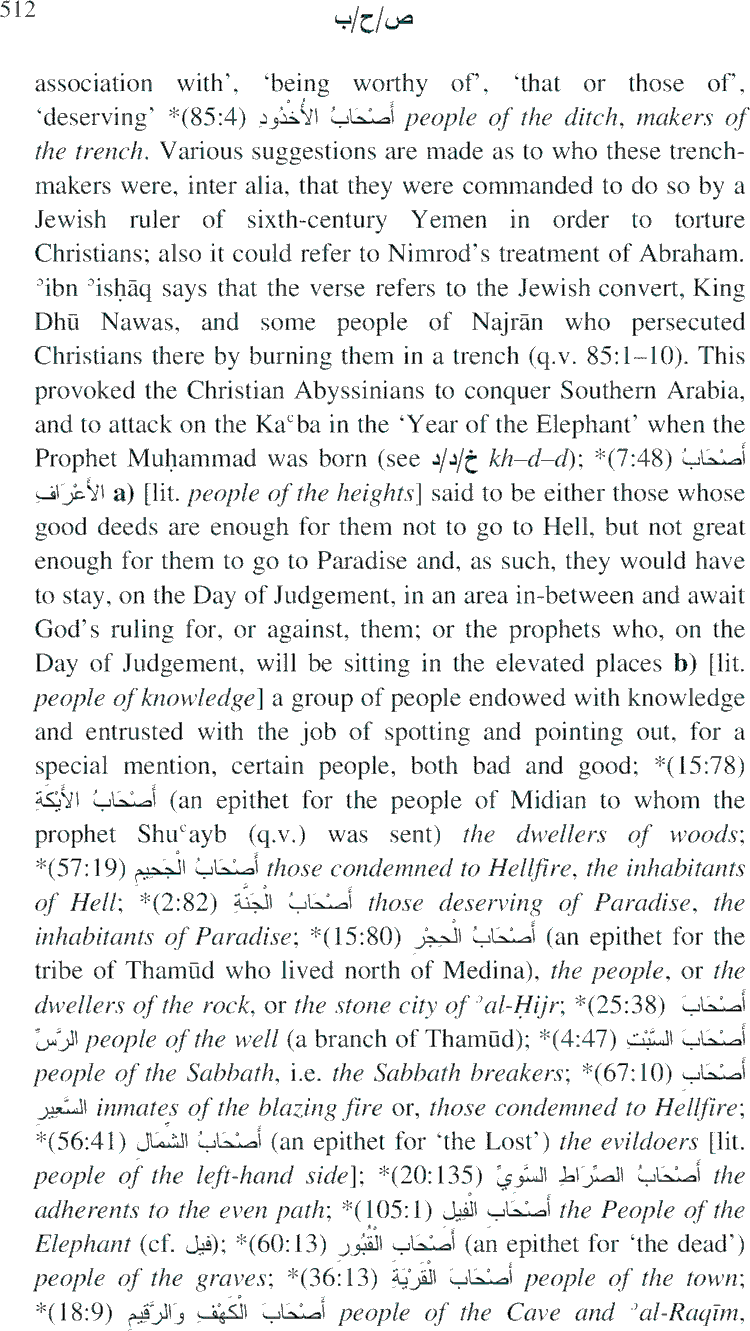 512
ص/ح/ب
association with’, ‘being worthy of’, ‘that or those of’,
‘deserving’ *(85:4) أَصْحَابُ الأُخْدُودِ people of the ditch, makers of
the trench. Various suggestions are made as to who these trench-
makers were, inter alia, that they were commanded to do so by a
Jewish ruler of sixth-century Yemen in order to torture
Christians; also it could refer to Nimrod’s treatment of Abraham.
ʾibn ʾisḥāq says that the verse refers to the Jewish convert, King
Dhū Nawas, and some people of Najrān who persecuted
Christians there by burning them in a trench (q.v. 85:1–10). This
provoked the Christian Abyssinians to conquer Southern Arabia,
and to attack on the Kaʿba in the ‘Year of the Elephant’ when the
Prophet Muḥammad was born (see خ/د/د kh–d–d); *(7:48) أَصْحَابُ
الأَعْرَافِ a) [lit. people of the heights] said to be either those whose
good deeds are enough for them not to go to Hell, but not great
enough for them to go to Paradise and, as such, they would have
to stay, on the Day of Judgement, in an area in-between and await
God’s ruling for, or against, them; or the prophets who, on the
Day of Judgement, will be sitting in the elevated places b) [lit.
people of knowledge] a group of people endowed with knowledge
and entrusted with the job of spotting and pointing out, for a
special mention, certain people, both bad and good; *(15:78)
أَصْحَابُ الأَيْكَةِ (an epithet for the people of Midian to whom the
prophet Shuʿayb (q.v.) was sent) the dwellers of woods;
*(57:19) أَصْحَابُ الْجَحِيمِ those condemned to Hellfire, the inhabitants
of Hell; *(2:82) أَصْحَابُ الْجَنَّةِ those deserving of Paradise, the
inhabitants of Paradise; *(15:80) أَصْحَابُ الْحِجْرِ (an epithet for the
tribe of Thamūd who lived north of Medina), the people, or the
dwellers of the rock, or the stone city of ʾal-Ḥijr; *(25:38) أَصْحَابَ
الرَّسِّ people of the well (a branch of Thamūd); *(4:47) أَصْحَابَ السَّبْتِ
people of the Sabbath, i.e. the Sabbath breakers; *(67:10) أَصْحَابِ
السَّعِيرِ inmates of the blazing fire or, those condemned to Hellfire;
*(56:41) أَصْحَابُ الشِّمَالِ (an epithet for ‘the Lost’) the evildoers [lit.
people of the left-hand side]; *(20:135) أَصْحَابُ الصِّرَاطِ السَّوِيِّ the
adherents to the even path; *(105:1) أَصْحَابِ الْفِيلِ the People of the
Elephant (cf. فيل); *(60:13) أَصْحَابِ الْقُبُورِ (an epithet for ‘the dead’)
people of the graves; *(36:13) أَصْحَابَ الْقَرْيَةِ people of the town;
*(18:9) أَصْحَابَ الْكَهْفِ وَالرَّقِيمِ people of the Cave and ʾal-Raqīm,